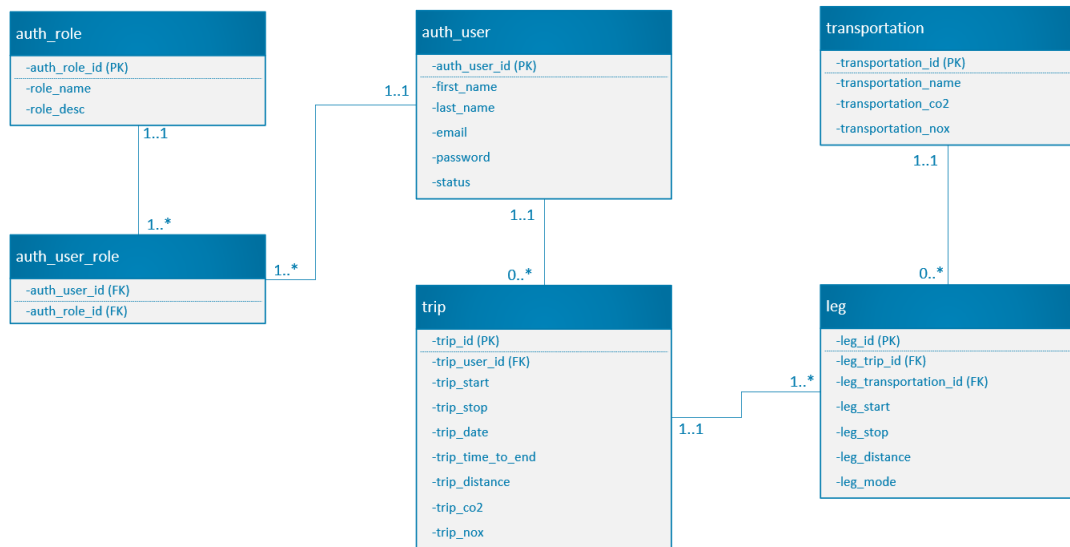 auth_role
-auth_role_id (PK)
-role_name
-role_desc
1..1
1..*
auth_user_role
-auth_user_id (FK)
-auth_role_id (FK)
1..*
1..1
auth_user
-auth_user_id (PK)
-first_name
-last_name
-email
-password
-status
1..1
0..*
trip
-trip_id (PK)
-trip_user_id (FK)
-trip_start
-trip_stop
-trip_date
-trip_time_to_end
-trip_distance
-trip_co2
-trip_nox
1..1
1..*
transportation
-transportation_id (PK)
-transportation_name
-transportation_co2
-transportation_nox
1..1
0..*
leg
-leg_id (PK)
-leg_trip_id (FK)
-leg_transportation_id (FK)
-leg_start
-leg_stop
-leg_distance
-leg_mode